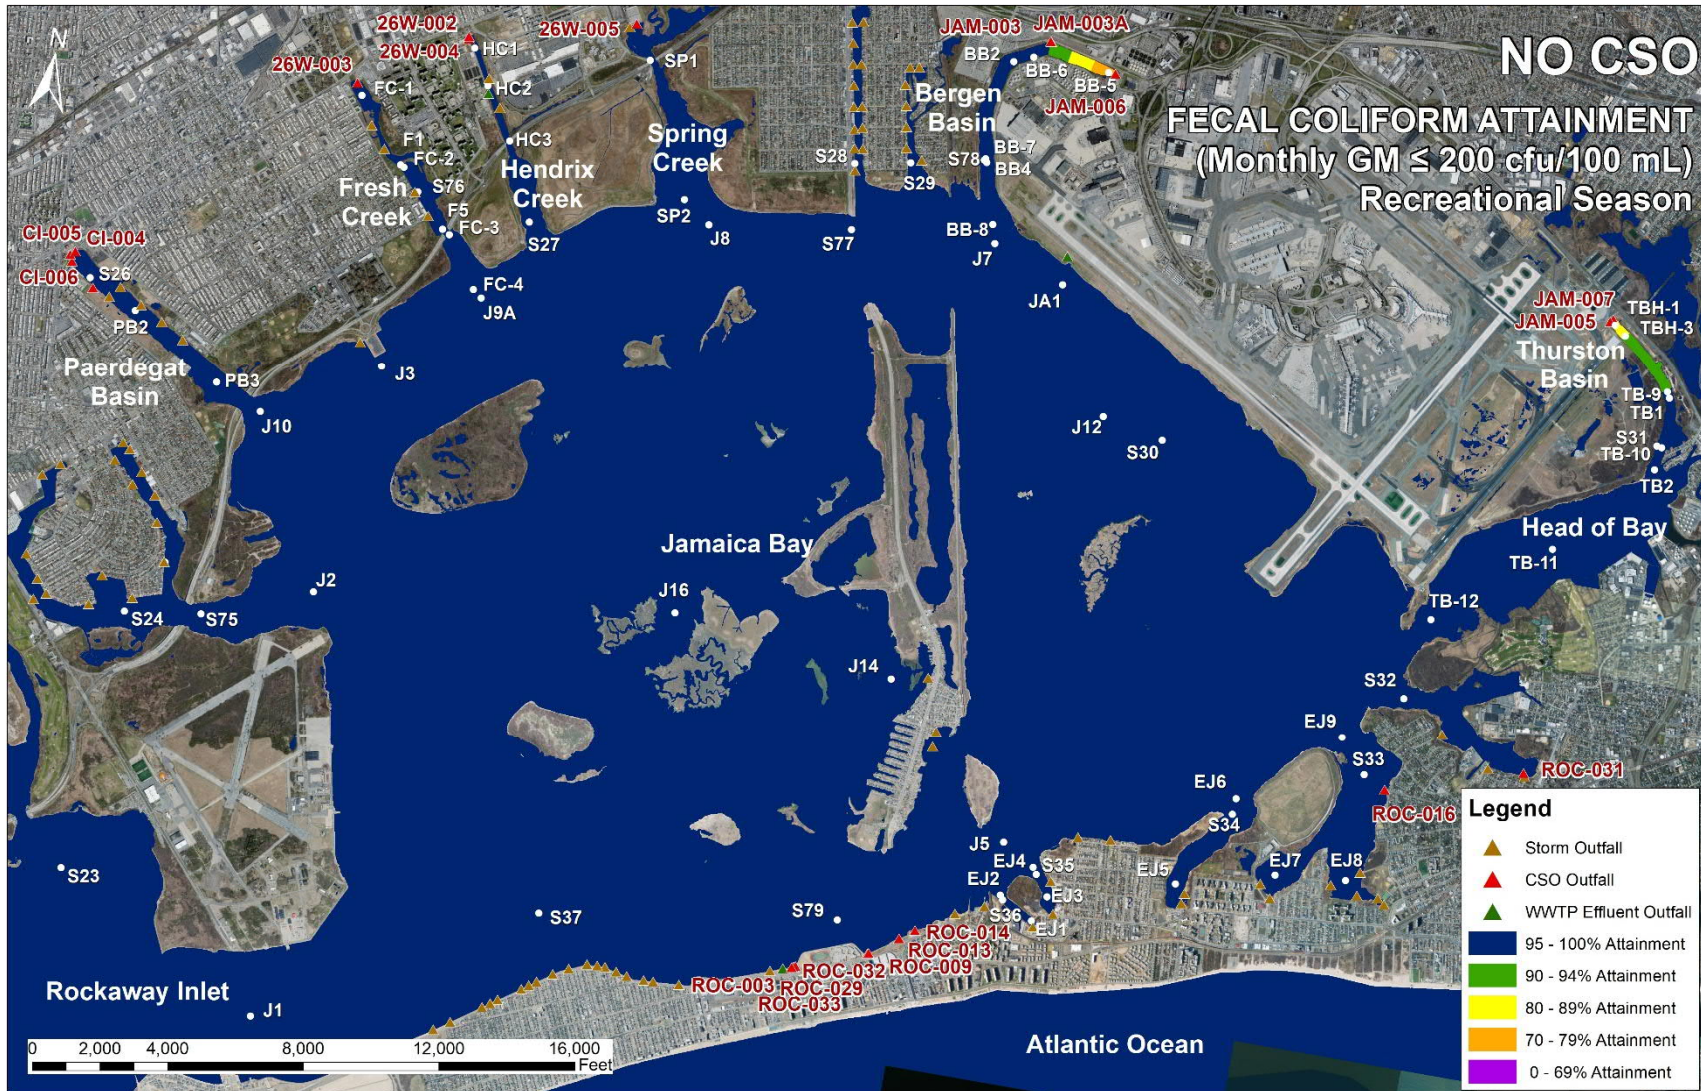 NO CSO
FECAL COLIFORM ATTAINMENT
(Monthly GM ≤ 200 cfu/100 mL)
Recreational Season
N
26W-002
26W-004
26W-003
26W-005
JAM-003
JAM-003A
JAM-006
HC1
HC2
HC3
SP1
BB2
BB-6
BB-5
FC-1
F1
FC-2
S76
F5
FC-3
Fresh
Creek
Hendrix
Creek
Spring
Creek
Bergen
Basin
S28
S29
S78
BB-7
BB4
SP2
J8
S27
S77
BB-8
J7
JA1
FC-4
J9A
CI-005
CI-004
CI-006
S26
PB2
PB3
Paerdegat
Basin
J10
J3
JAM-007
JAM-005
TBH-1
TBH-3
Thurston
Basin
TB-9
TB1
S31
TB-10
TB2
J12
S30
Head of Bay
TB-11
TB-12
Jamaica Bay
J16
J14
J2
S24
S75
S32
EJ9
S33
ROC-031
ROC-016
EJ6
S34
J5
EJ4
S35
EJ2
EJ3
S36
EJ1
EJ5
EJ7
EJ8
S23
S37
S79
ROC-014
ROC-013
ROC-009
ROC-032
ROC-003
ROC-029
ROC-033
Rockaway Inlet
J1
Atlantic Ocean
0 2,000 4,000 8,000 12,000 16,000
Feet
Legend
Storm Outfall
CSO Outfall
WWTP Effluent Outfall
95 - 100% Attainment
90 - 94% Attainment
80 - 89% Attainment
70 - 79% Attainment
0 - 69% Attainment